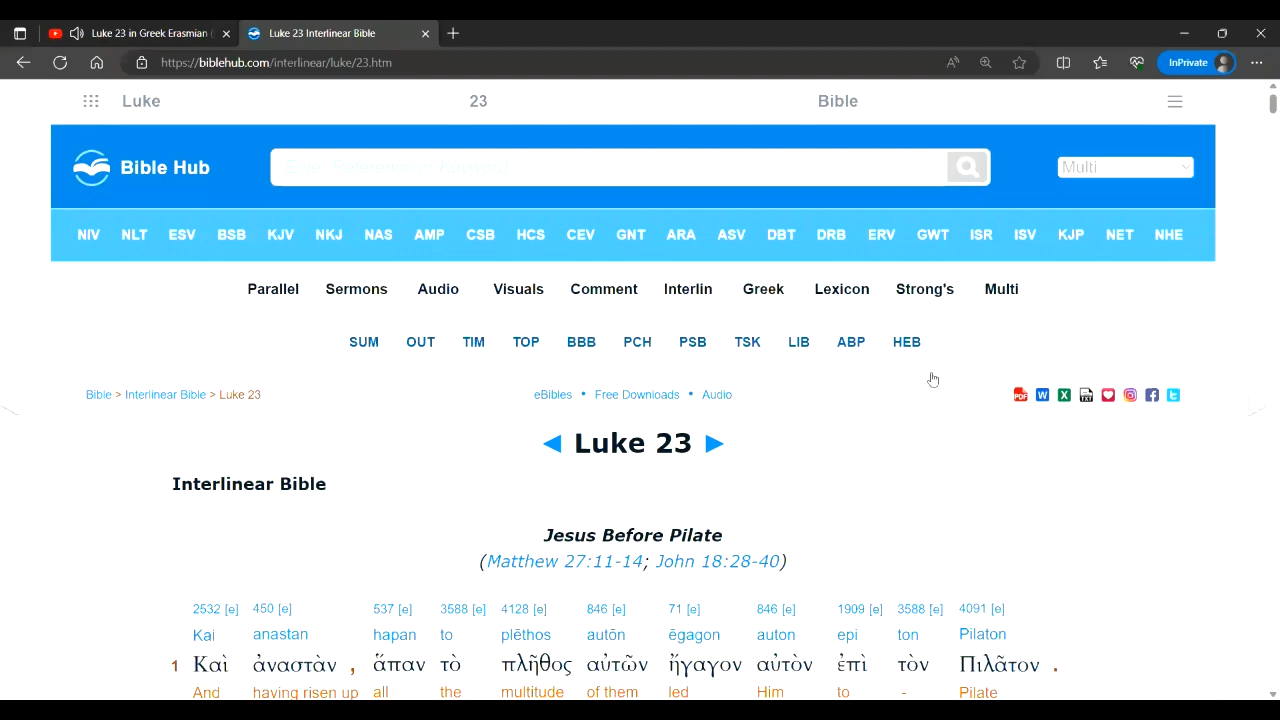 Luke 23 in Greek Erasmian
Luke 23 Interlinear Bible
https://biblehub.com/interlinear/luke/23.htm
InPrivate
Luke 23 Bible
Bible Hub
Multi
NIV NLT ESV BSB KJV NKJ NAS AMP CSB HCS CEV GNT ARA ASV DBT DRB ERV GWT ISR ISV KJP NET NHE
Parallel Sermons Audio Visuals Comment Interlin Greek Lexicon Strong's Multi
SUM OUT TIM TOP BBB PCH PSB TSK LIB ABP HEB
Bible > Interlinear Bible > Luke 23
eBibles • Free Downloads • Audio
◄ Luke 23 ►
Interlinear Bible
Jesus Before Pilate
(Matthew 27:11-14; John 18:28-40)
2532 [e] 450 [e] 537 [e] 3588 [e] 4128 [e] 846 [e] 71 [e] 846 [e] 1909 [e] 3588 [e] 4091 [e]
Kai anastan hapan to plēthos autōn ēgagon auton epi ton Pilaton
1 Καὶ ἀναστὰν , ἅπαν τὸ πλῆθος αὐτῶν ἤγαγον αὐτὸν ἐπὶ τὸν Πιλᾶτον .
And having risen up all the multitude of them led Him to - Pilate